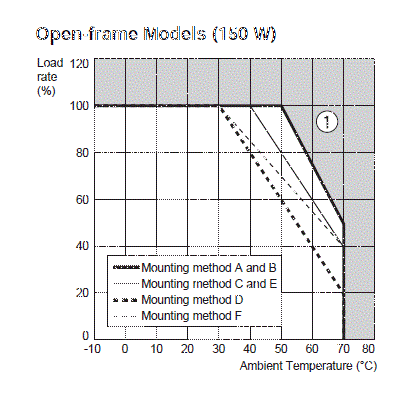 Open-frame Models (150 W)
Load rate (%)
120
100
80
60
40
20
0
1
Mounting method A and B
Mounting method C and E
Mounting method D
Mounting method F
-10 0 10 20 30 40 50 60 70 80
Ambient Temperature (°C)